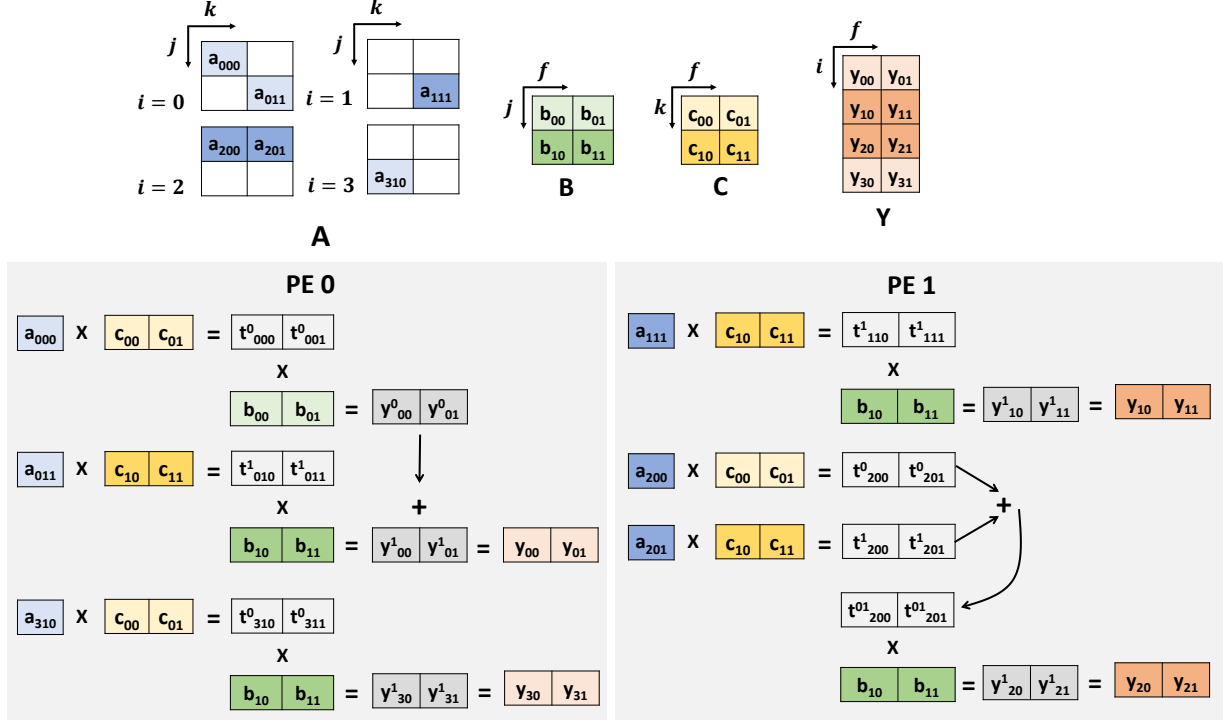 k
j
a₀₀₀
a₀₁₁
i = 0
k
j
a₁₁₁
i = 1
a₂₀₀ a₂₀₁
i = 2
a₃₁₀
i = 3
A
f
j
b₀₀ b₀₁
b₁₀ b₁₁
B
f
k
c₀₀ c₀₁
c₁₀ c₁₁
C
f
i
y₀₀ y₀₁
y₁₀ y₁₁
y₂₀ y₂₁
y₃₀ y₃₁
Y
PE 0
a₀₀₀ X c₀₀ c₀₁ = t⁰₀₀₀ t⁰₀₀₁
X
b₀₀ b₀₁ = y⁰₀₀ y⁰₀₁
a₀₁₁ X c₁₀ c₁₁ = t¹₀₁₀ t¹₀₁₁
X +
b₁₀ b₁₁ = y¹₀₀ y¹₀₁ = y₀₀ y₀₁
a₃₁₀ X c₀₀ c₀₁ = t⁰₃₁₀ t⁰₃₁₁
X
b₁₀ b₁₁ = y¹₃₀ y¹₃₁ = y₃₀ y₃₁
PE 1
a₁₁₁ X c₁₀ c₁₁ = t¹₁₁₀ t¹₁₁₁
X
b₁₀ b₁₁ = y¹₁₀ y¹₁₁ = y₁₀ y₁₁
a₂₀₀ X c₀₀ c₀₁ = t⁰₂₀₀ t⁰₂₀₁
+
a₂₀₁ X c₁₀ c₁₁ = t¹₂₀₀ t¹₂₀₁
t⁰¹₂₀₀ t⁰¹₂₀₁
X
b₁₀ b₁₁ = y¹₂₀ y¹₂₁ = y₂₀ y₂₁